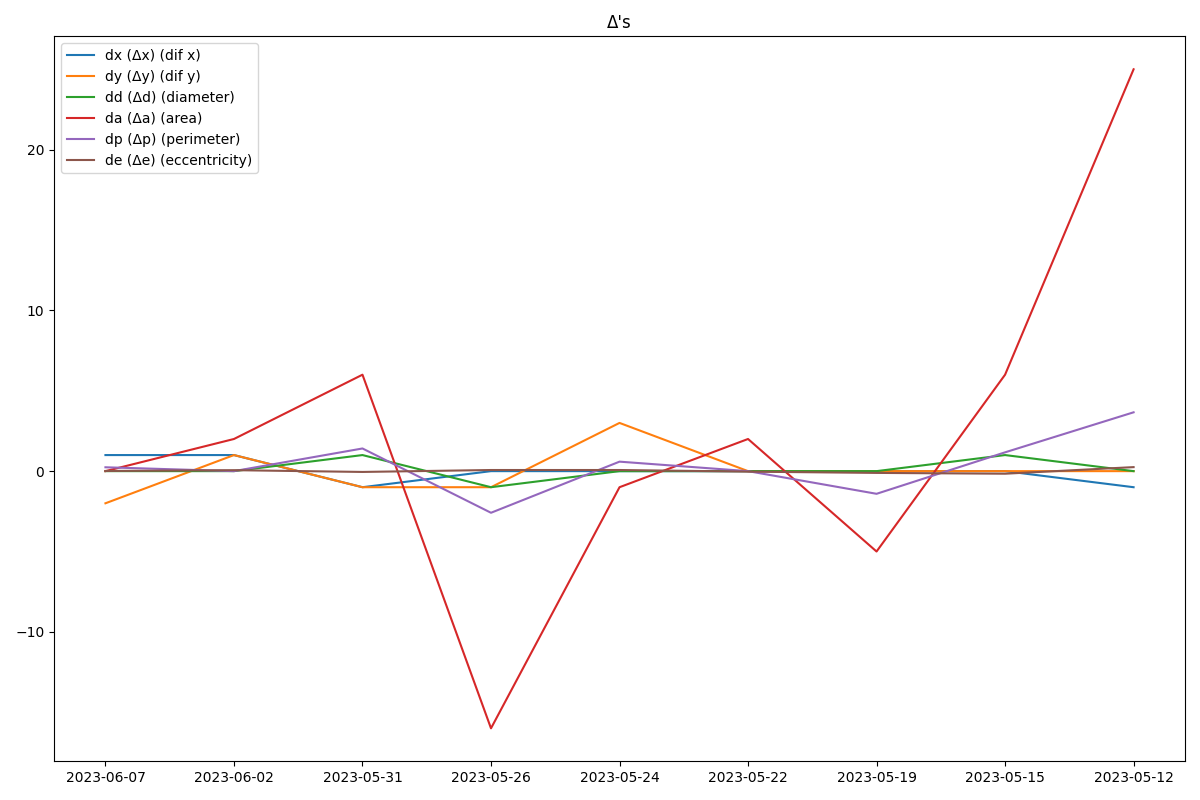 Δ's
dx (Δx) (dif x)
dy (Δy) (dif y)
dd (Δd) (diameter)
da (Δa) (area)
dp (Δp) (perimeter)
de (Δe) (eccentricity)
20
10
0
−10
2023-06-07 2023-06-02 2023-05-31 2023-05-26 2023-05-24 2023-05-22 2023-05-19 2023-05-15 2023-05-12